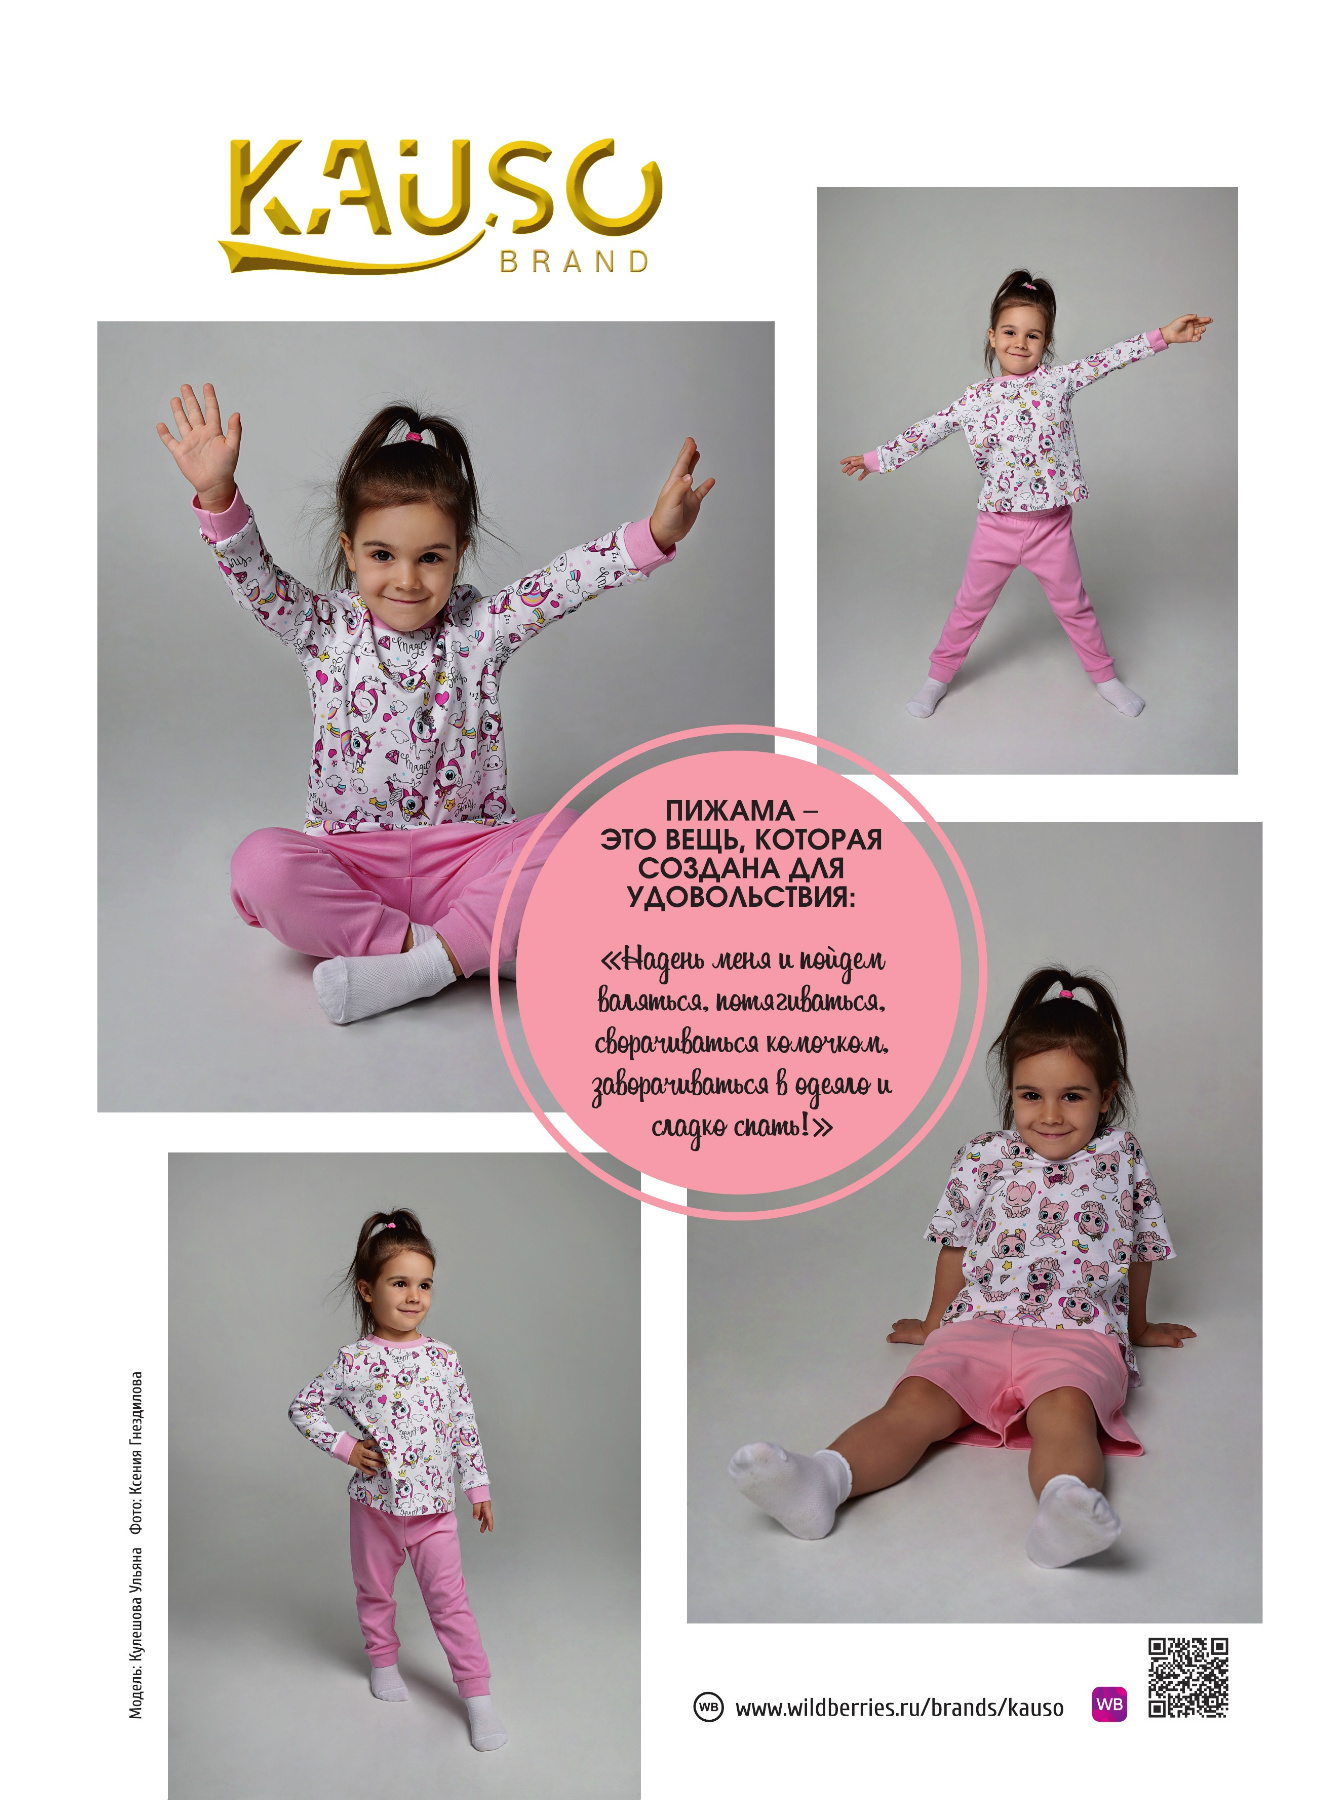 KAUSO
BRAND
ПИЖАМА –
ЭТО ВЕЩЬ, КОТОРАЯ
СОЗДАНА ДЛЯ
УДОВОЛЬСТВИЯ:
«Надень меня и пойдем
валяться, потягиваться,
сворачиваться комочком,
заворачиваться в одеяло и
сладко спать!»
Модель: Кулешова Ульяна Фото: Ксения Гнездилова
WB www.wildberries.ru/brands/kauso WB